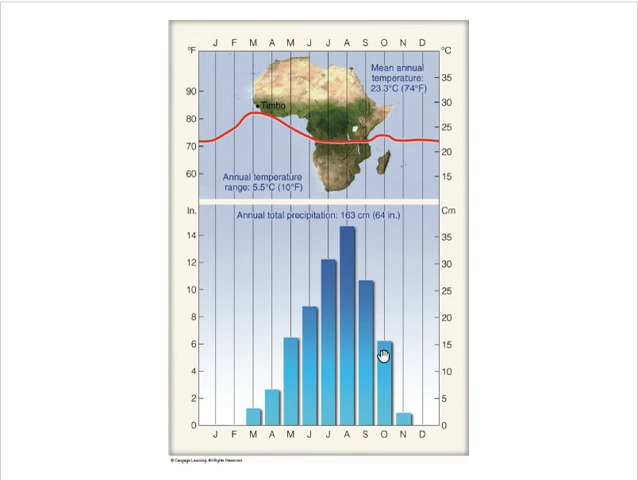 J F M A M J J A S O N D
°F °C
Mean annual
temperature:
23.3°C (74°F)
35
90
30
Timbo
80
25
70
20
60
15
Annual temperature
range: 5.5°C (10°F)
In. Cm
Annual total precipitation: 163 cm (64 in.)
14
35
12
30
10
25
8
20
6
15
4
10
2
5
0 0
J F M A M J J A S O N D
© Cengage Learning. All Rights Reserved.